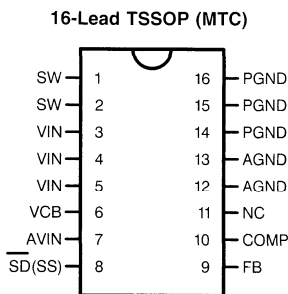 16-Lead TSSOP (MTC)
SW 1 16 PGND
SW 2 15 PGND
VIN 3 14 PGND
VIN 4 13 AGND
VIN 5 12 AGND
VCB 6 11 NC
AVIN 7 10 COMP
S̅D̅(SS) 8 9 FB